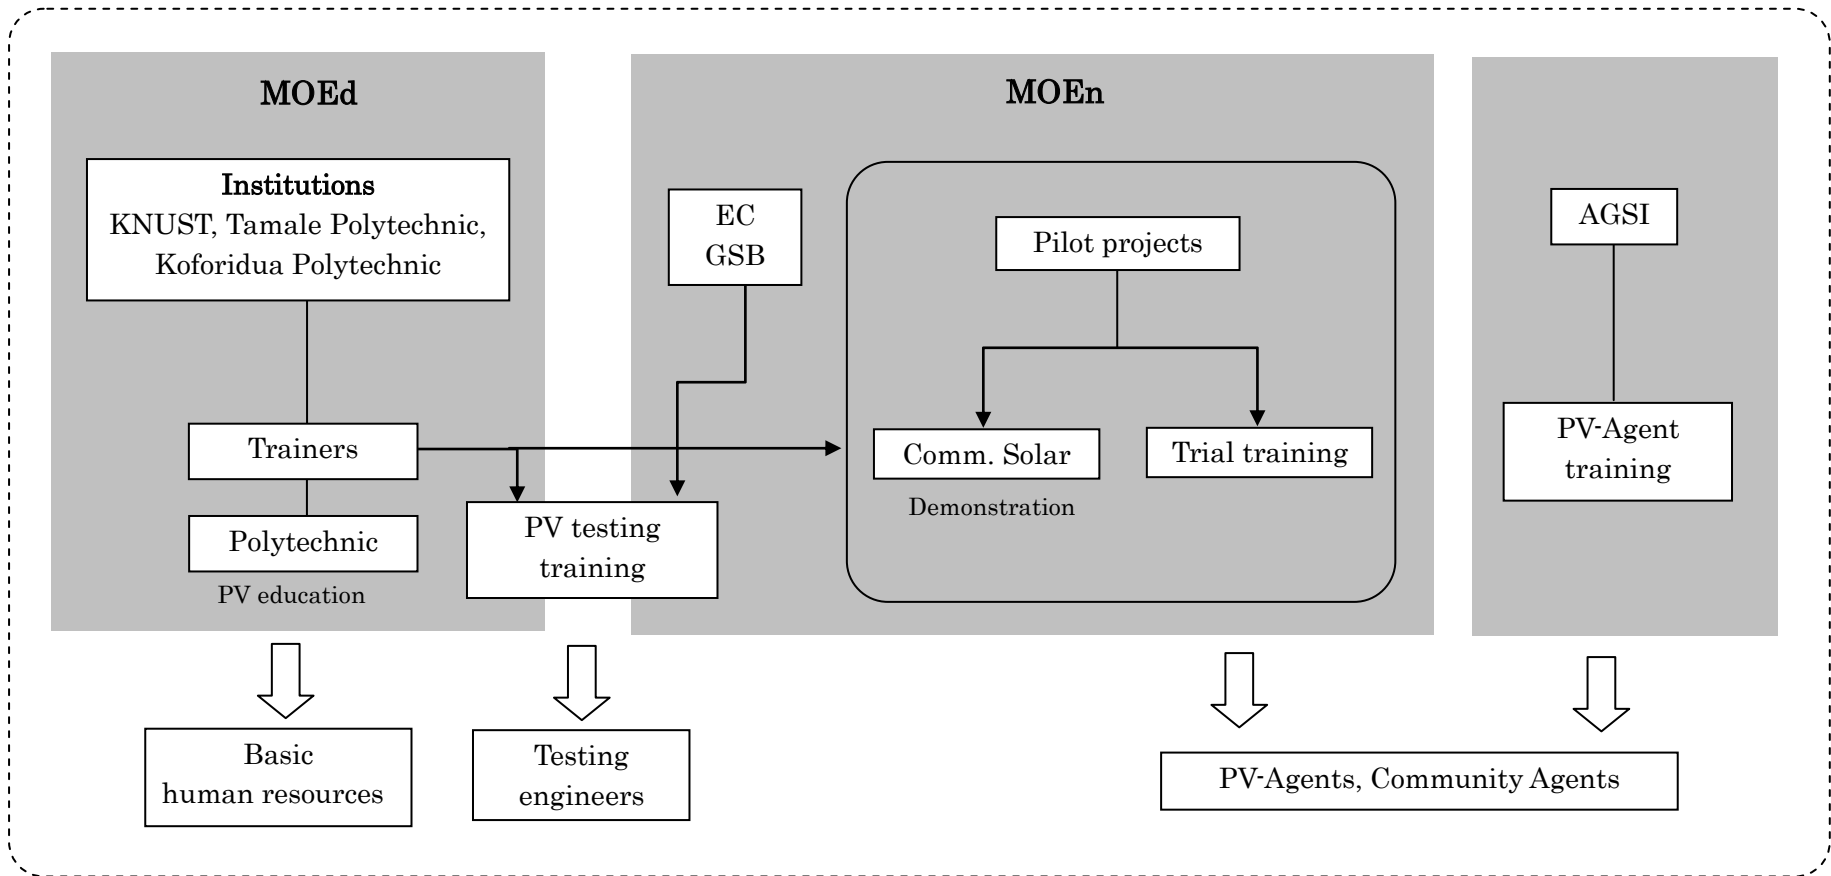 MOEd
Institutions
KNUST, Tamale Polytechnic,
Koforidua Polytechnic
Trainers
Polytechnic
PV education
PV testing
training
MOEn
EC
GSB
Pilot projects
Comm. Solar
Demonstration
Trial training
AGSI
PV-Agent
training
Basic
human resources
Testing
engineers
PV-Agents, Community Agents